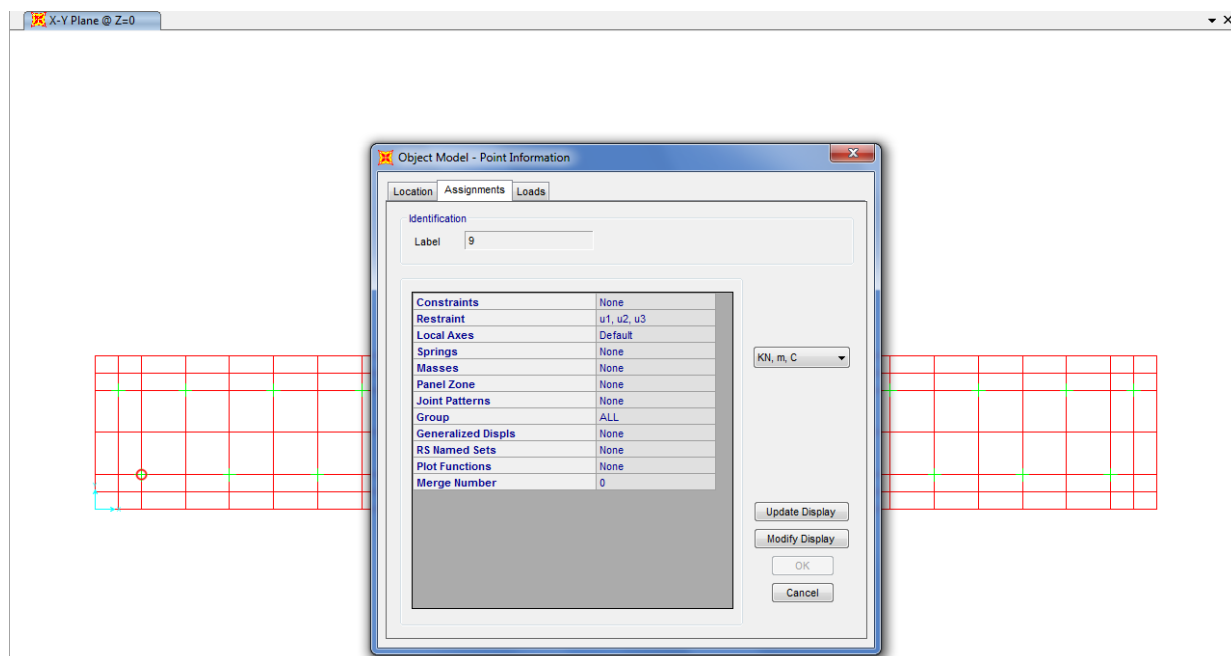 X-Y Plane @ Z=0
Object Model - Point Information
Location Assignments Loads
Identification
Label 9
Constraints None
Restraint u1, u2, u3
Local Axes Default
Springs None
Masses None
Panel Zone None
Joint Patterns None
Group ALL
Generalized Displs None
RS Named Sets None
Plot Functions None
Merge Number 0
KN, m, C
Update Display
Modify Display
OK
Cancel